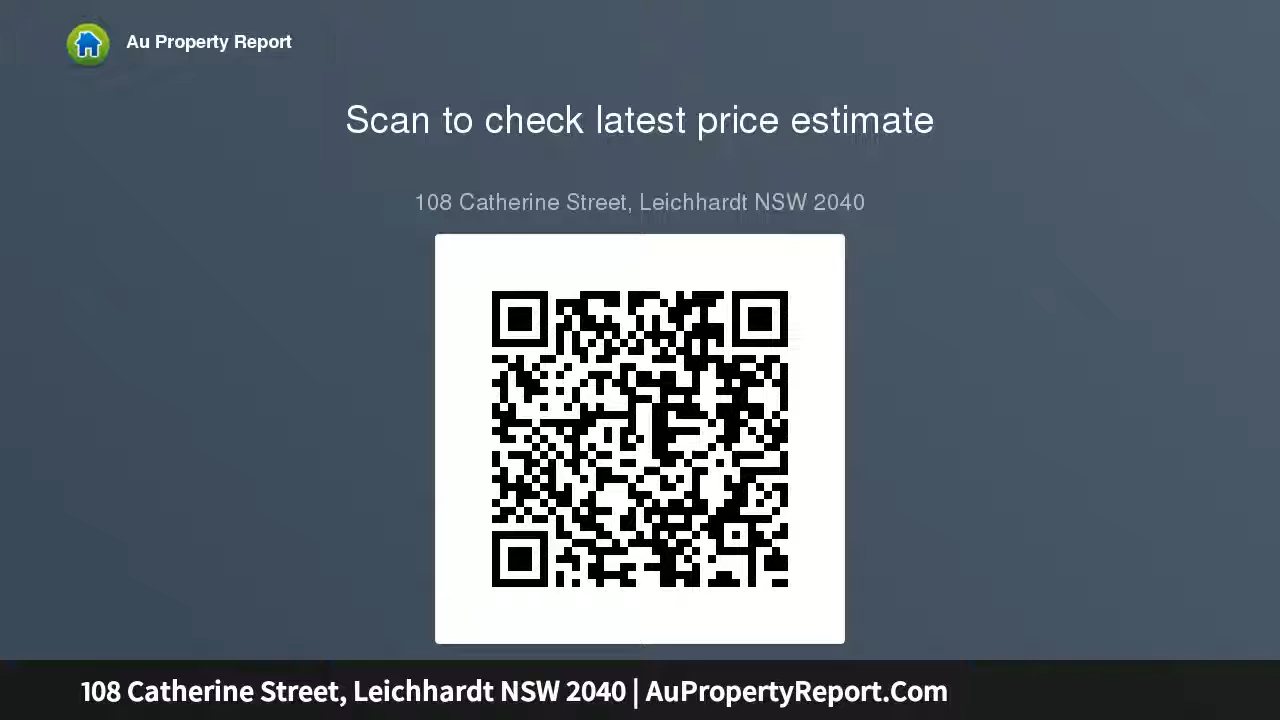 Au Property Report
Scan to check latest price estimate
108 Catherine Street, Leichhardt NSW 2040
108 Catherine Street, Leichhardt NSW 2040 | AuPropertyReport.Com